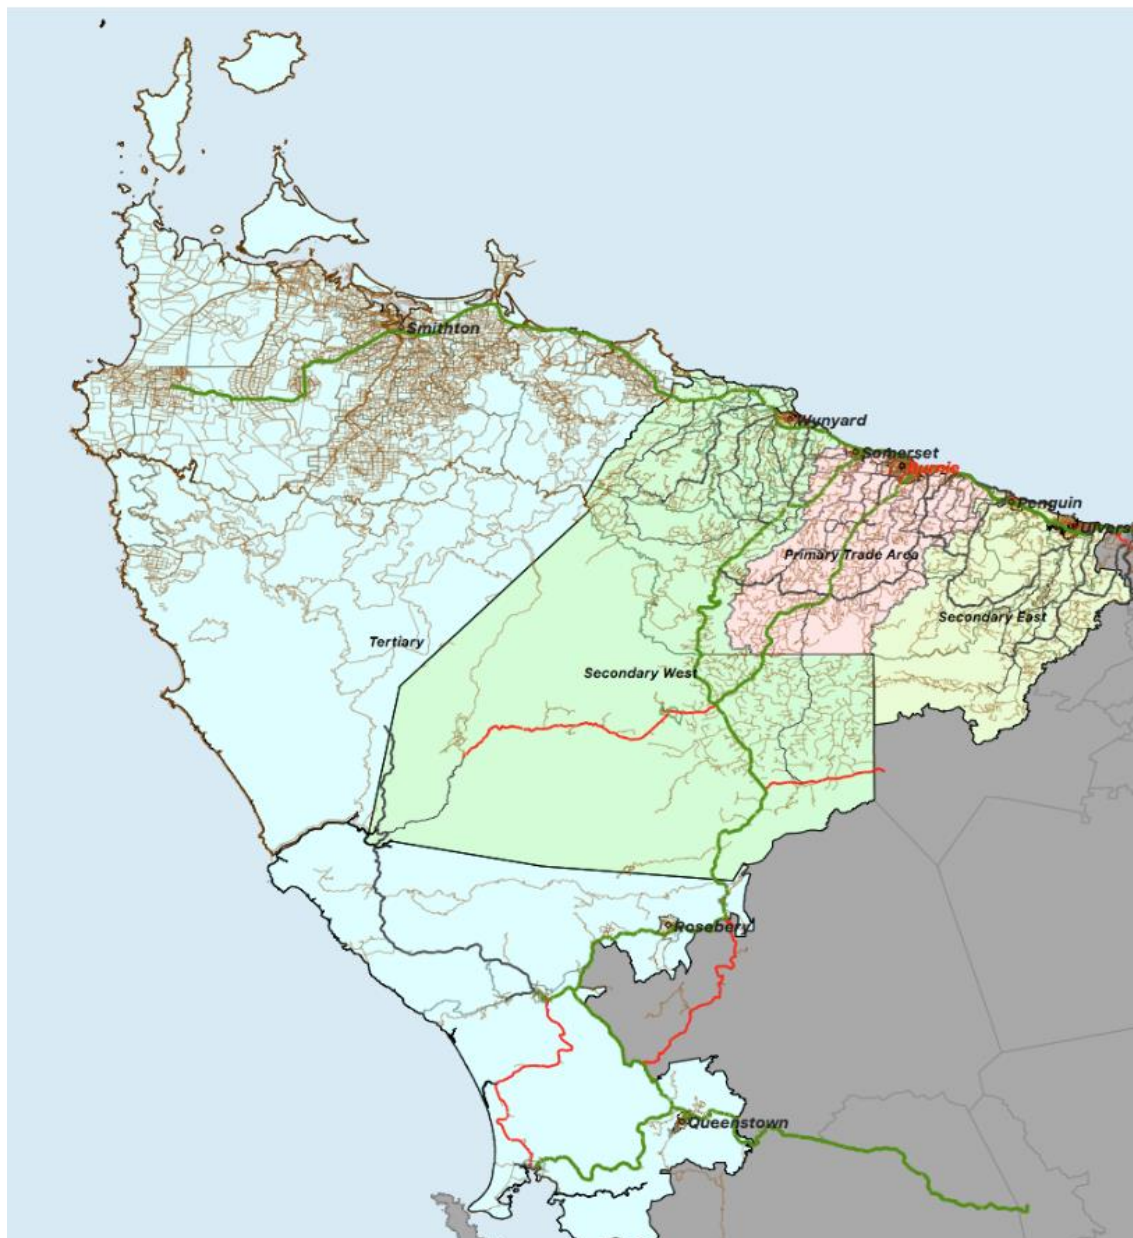 Smithton
Wynyard
Somerset
Burnie
Penguin
Primary Trade Area
Secondary East
Tertiary
Secondary West
Rosebery
Queenstown